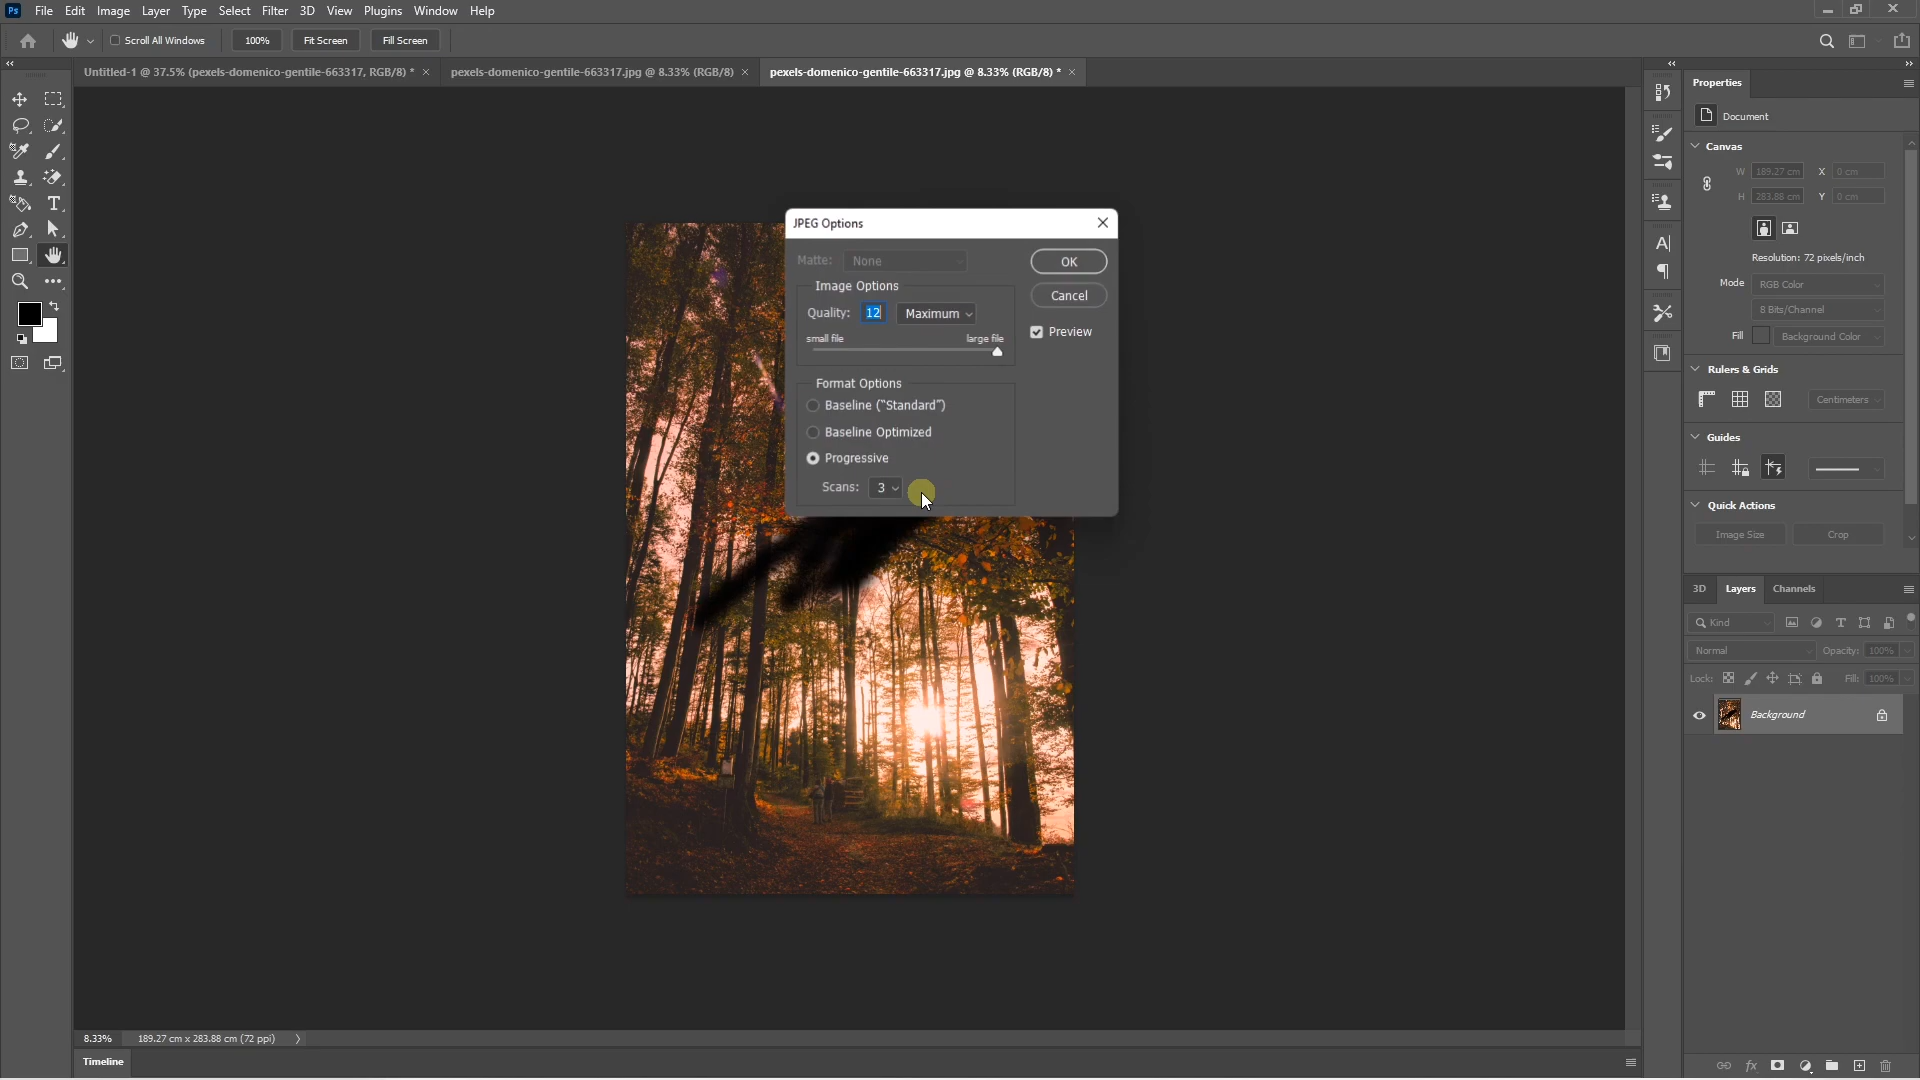 Ps File Edit Image Layer Type Select Filter 3D View Plugins Window Help
Scroll All Windows 100% Fit Screen Fill Screen
Untitled-1 @ 37.5% (pexels-domenico-gentile-663317, RGB/8) * × pexels-domenico-gentile-663317.jpg @ 8.33% (RGB/8) × pexels-domenico-gentile-663317.jpg @ 8.33% (RGB/8) * ×
JPEG Options
Matte: None OK
Image Options
Cancel
Quality: 12 Maximum
Preview
small file large file
Format Options
Baseline ("Standard")
Baseline Optimized
Progressive
Scans: 3
Properties
Document
Canvas
W 189.27 cm X 0 cm
H 283.88 cm Y 0 cm
Resolution: 72 pixels/inch
Mode RGB Color
8 Bits/Channel
Fill Background Color
Rulers & Grids
Centimeters
Guides
Quick Actions
Image Size Crop
3D Layers Channels
Kind
Normal Opacity: 100%
Lock: Fill: 100%
Background
8.33% 189.27 cm x 283.88 cm (72 ppi)
Timeline